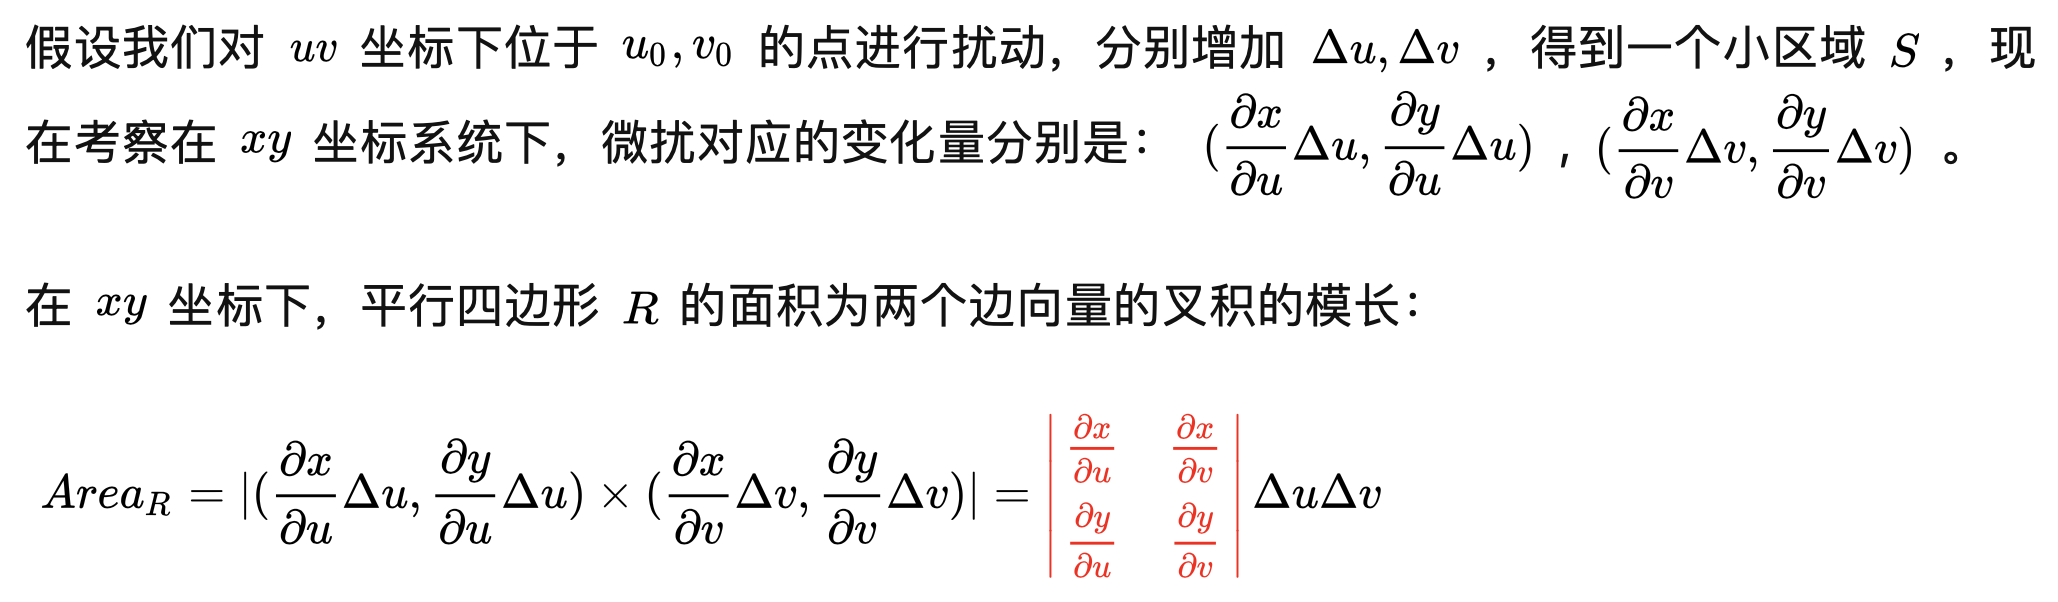 假设我们对 $uv$ 坐标下位于 $u_0, v_0$ 的点进行扰动，分别增加 $\Delta u, \Delta v$ ，得到一个小区域 $S$ ，现
在考察在 $xy$ 坐标系统下，微扰对应的变化量分别是： $(\frac{\partial x}{\partial u}\Delta u, \frac{\partial y}{\partial u}\Delta u)$ , $(\frac{\partial x}{\partial v}\Delta v, \frac{\partial y}{\partial v}\Delta v)$ 。
在 $xy$ 坐标下，平行四边形 $R$ 的面积为两个边向量的叉积的模长：
$Area_R = |(\frac{\partial x}{\partial u}\Delta u, \frac{\partial y}{\partial u}\Delta u) \times (\frac{\partial x}{\partial v}\Delta v, \frac{\partial y}{\partial v}\Delta v)| = \begin{vmatrix} \frac{\partial x}{\partial u} & \frac{\partial x}{\partial v} \\ \frac{\partial y}{\partial u} & \frac{\partial y}{\partial v} \end{vmatrix} \Delta u \Delta v$